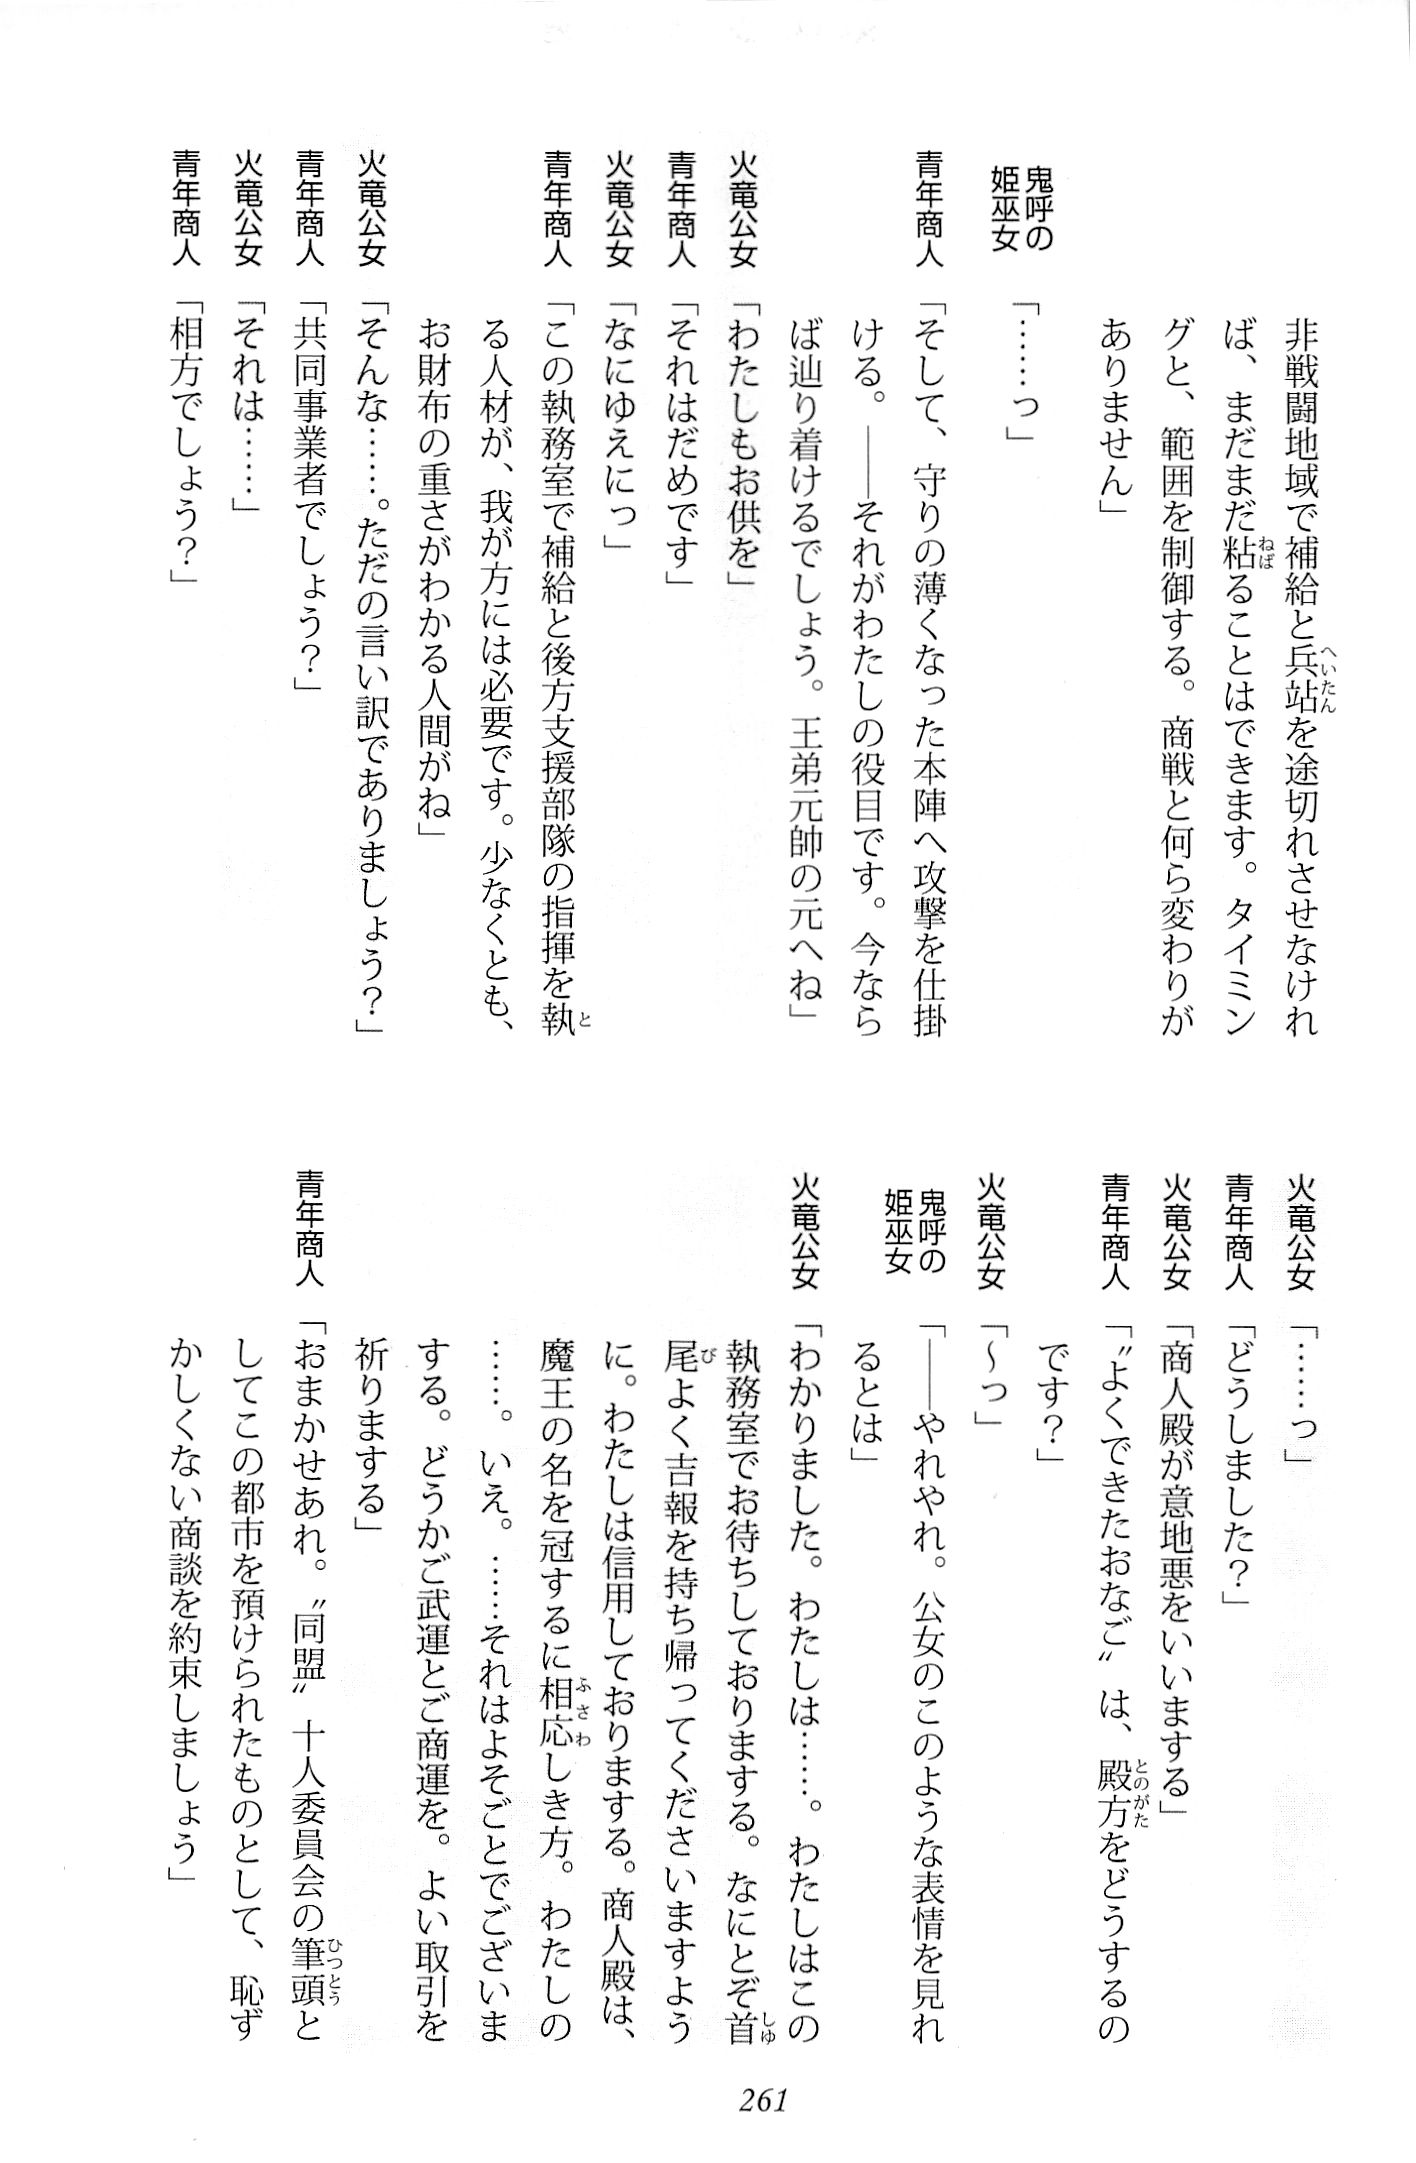 非戦闘地域で補給と兵站を途切れさせなけれ
ば、まだまだ粘ることはできます。タイミン
グと、範囲を制御する。商戦と何ら変わりが
ありません」
鬼呼の姫巫女「……っ」
青年商人「そして、守りの薄くなった本陣へ攻撃を仕掛
ける。――それがわたしの役目です。今なら
ば辿り着けるでしょう。王弟元帥の元へね」
火竜公女「わたしもお供を」
青年商人「それはだめです」
火竜公女「なにゆえにっ」
青年商人「この執務室で補給と後方支援部隊の指揮を執
る人材が、我が方には必要です。少なくとも、
お財布の重さがわかる人間がね」
火竜公女「そんな……。ただの言い訳でありましょう？」
青年商人「共同事業者でしょう？」
火竜公女「それは……」
青年商人「相方でしょう？」
火竜公女「……っ」
青年商人「どうしました？」
火竜公女「商人殿が意地悪をいいまする」
青年商人「〝よくできたおなご〟は、殿方をどうするの
です？」
火竜公女「～っ」
鬼呼の姫巫女「――やれやれ。公女のこのような表情を見れ
るとは」
火竜公女「わかりました。わたしは……。わたしはこの
執務室でお待ちしておりまする。なにとぞ首
尾よく吉報を持ち帰ってくださいますよう
に。わたしは信用しておりまする。商人殿は、
魔王の名を冠するに相応しき方。わたしの
……。いえ。……それはよそごとでございま
する。どうかご武運とご商運を。よい取引を
祈りまする」
青年商人「おまかせあれ。〝同盟〟十人委員会の筆頭と
してこの都市を預けられたものとして、恥ず
かしくない商談を約束しましょう」
261